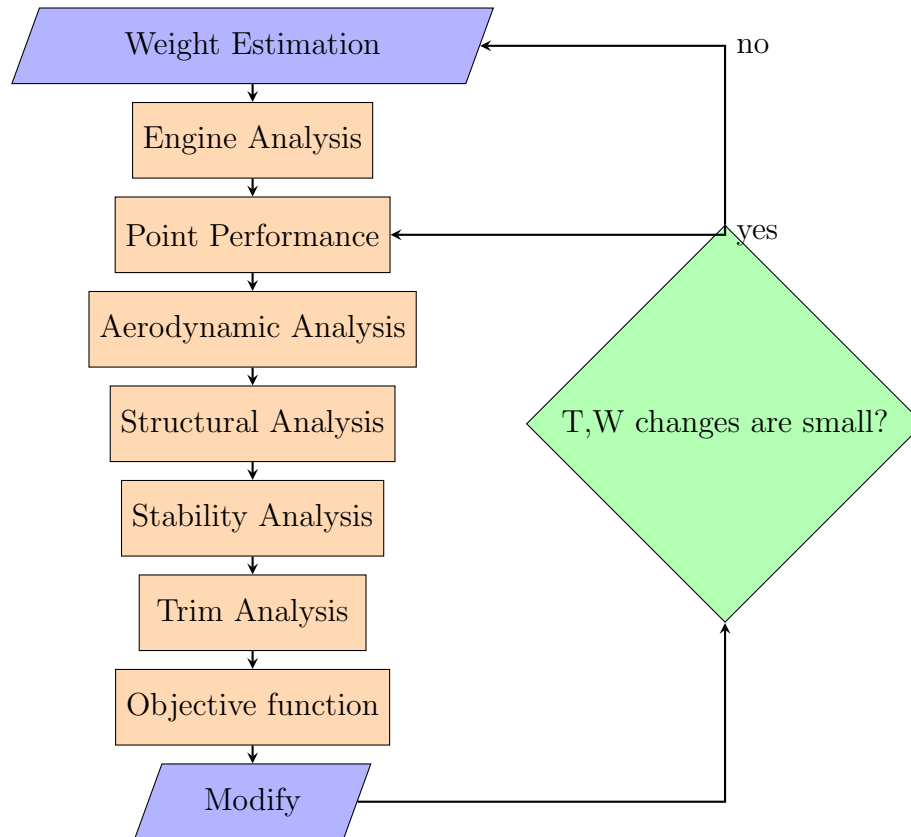 Weight Estimation
no
Engine Analysis
Point Performance
yes
Aerodynamic Analysis
Structural Analysis
T,W changes are small?
Stability Analysis
Trim Analysis
Objective function
Modify